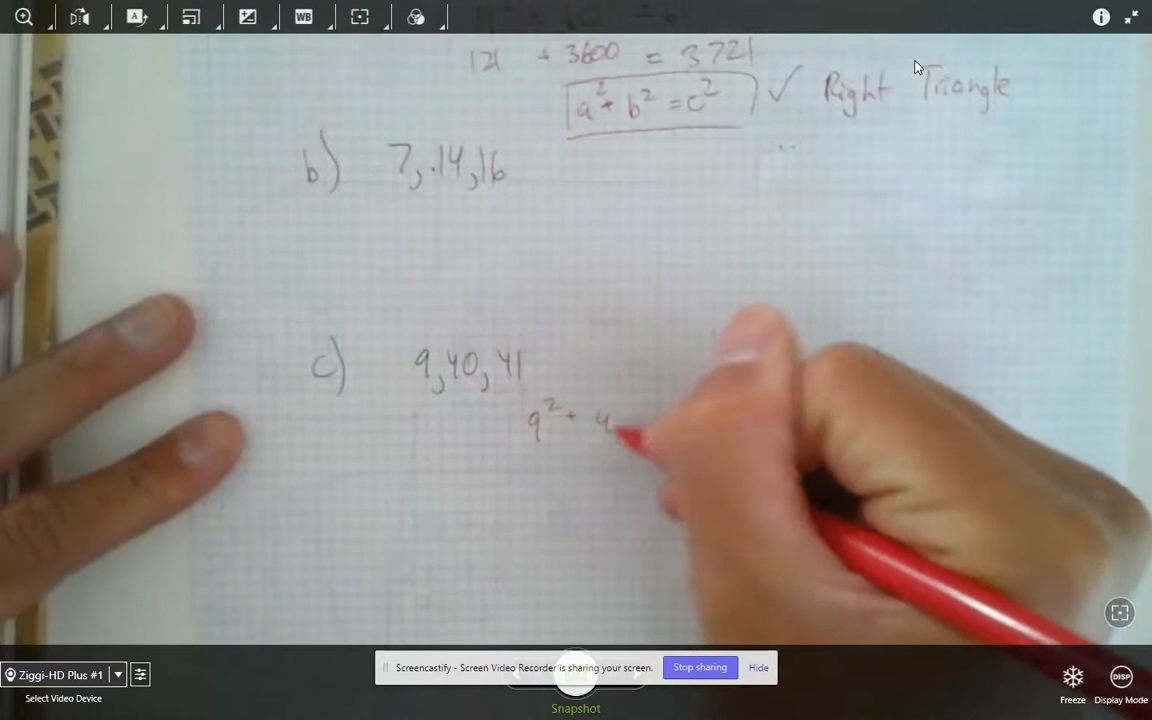 WB
121 + 3600 = 3721
a² + b² = c² ✓ Right Triangle
b) 7, 14, 16
c) 9, 40, 41
9² + 4
Screencastify - Screen Video Recorder is sharing your screen. Stop sharing Hide
Ziggi-HD Plus #1
Select Video Device
Snapshot
Freeze
DISP
Display Mode